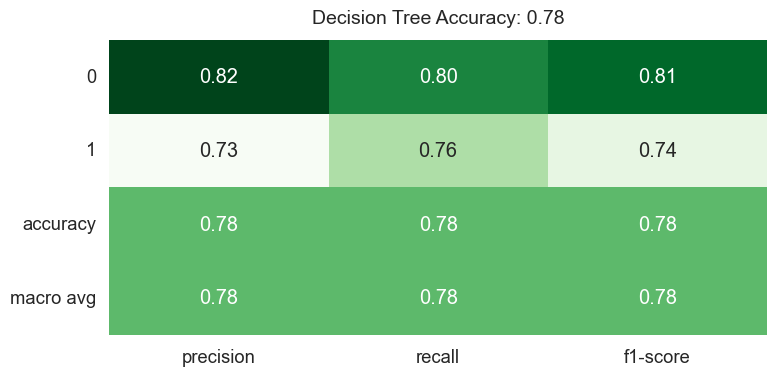 Decision Tree Accuracy: 0.78
0 0.82 0.80 0.81
1 0.73 0.76 0.74
accuracy 0.78 0.78 0.78
macro avg 0.78 0.78 0.78
precision recall f1-score